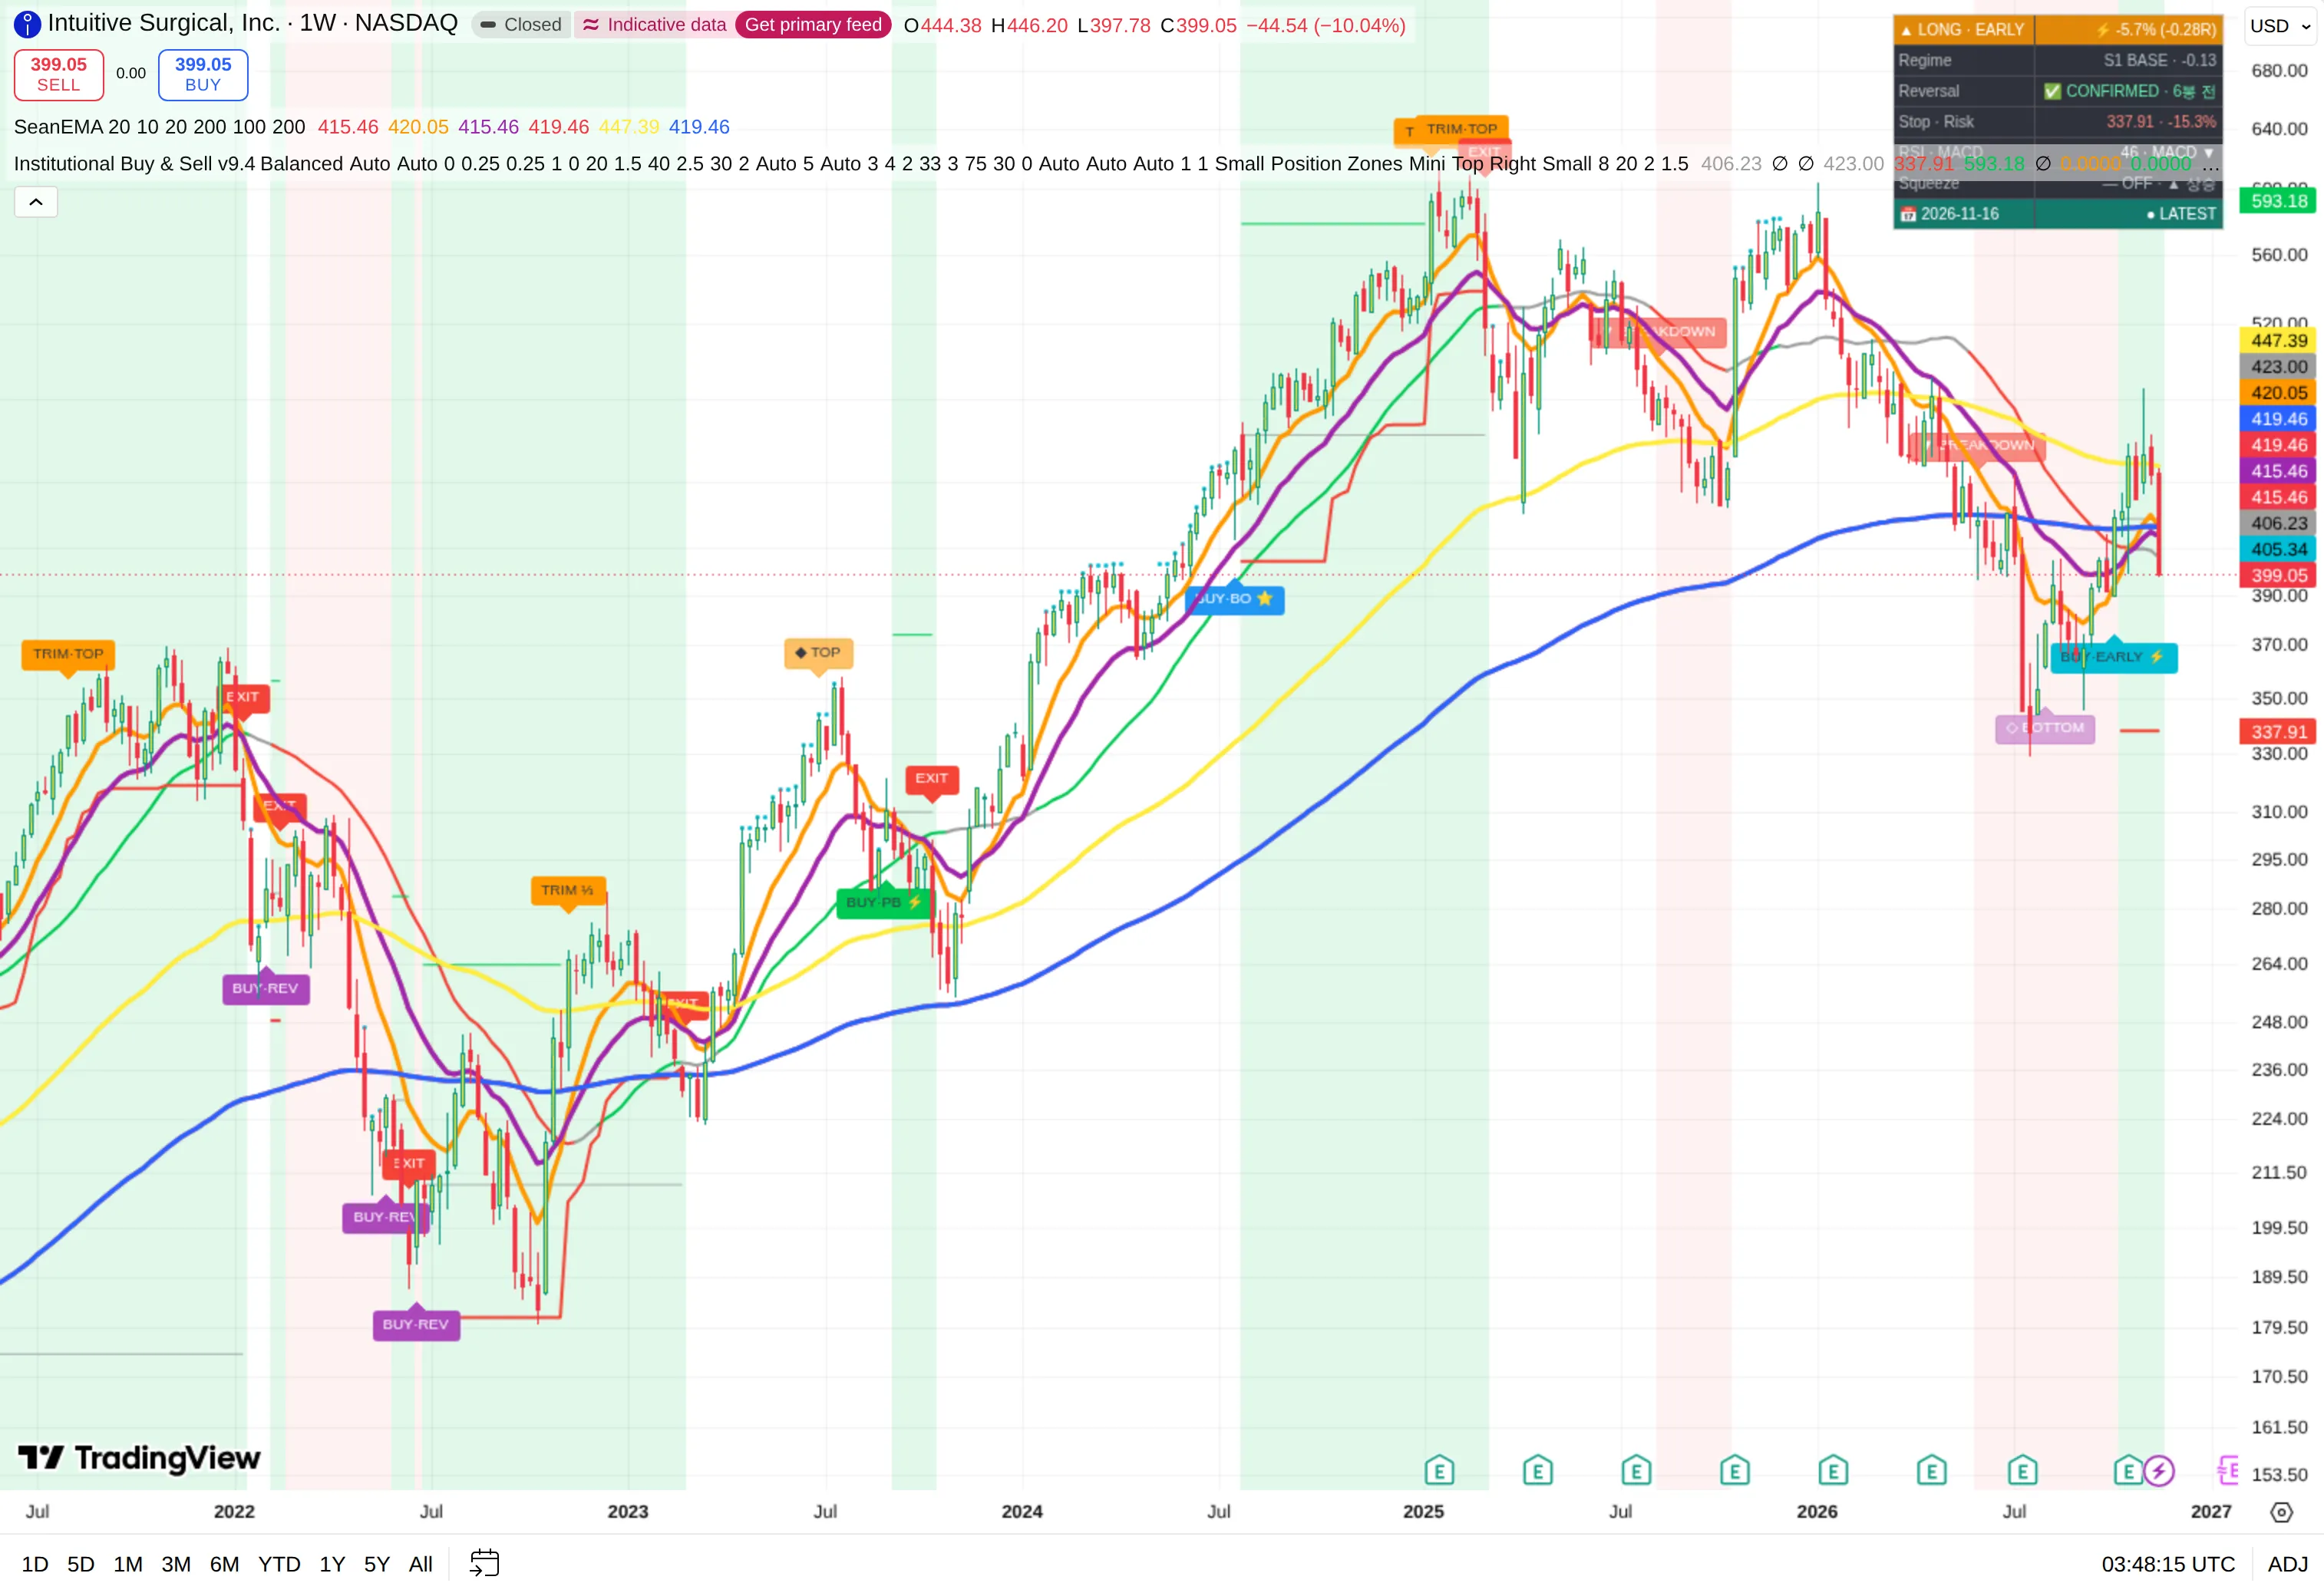 Intuitive Surgical, Inc. · 1W · NASDAQ Closed Indicative data Get primary feed O444.38 H446.20 L397.78 C399.05 −44.54 (−10.04%)
399.05 SELL
0.00
399.05 BUY
SeanEMA 20 10 20 200 100 200 415.46 420.05 415.46 419.46 447.39 419.46
Institutional Buy & Sell v9.4 Balanced Auto Auto 0 0.25 0.25 1 0 20 1.5 40 2.5 30 2 Auto 5 Auto 3 4 2 33 3 75 30 0 Auto Auto Auto 1 1 Small Position Zones Mini Top Right Small 8 20 2 1.5 406.23 ∅ ∅ 423.00 337.91 593.18 ∅ 0.0000 0.0000 ...
▲ LONG · EARLY ⚡ -5.7% (-0.28R)
Regime S1 BASE · -0.13
Reversal ✅ CONFIRMED · 6봉 전
Stop · Risk 337.91 · -15.3%
RSI · MACD 46 · MACD ▼
Squeeze — OFF · ▲ 상승
📅 2026-11-16 ● LATEST
USD
680.00
640.00
593.18
560.00
520.00
447.39
423.00
420.05
419.46
419.46
415.46
415.46
406.23
405.34
399.05
390.00
370.00
350.00
337.91
330.00
310.00
295.00
280.00
264.00
248.00
236.00
224.00
211.50
199.50
189.50
179.50
170.50
161.50
153.50
T TRIM·TOP
EXIT
BREAKDOWN
BUY-BO ⭐
TRIM·TOP
◆ TOP
BUY-EARLY ⚡
EXIT
◇ BOTTOM
EXIT
EXIT
TRIM ⅓
BUY-PB ⚡
BUY-REV
EXIT
EXIT
BUY-REV
BUY-REV
TradingView
E E E E E E E E E
Jul 2022 Jul 2023 Jul 2024 Jul 2025 Jul 2026 Jul 2027
1D 5D 1M 3M 6M YTD 1Y 5Y All
03:48:15 UTC ADJ